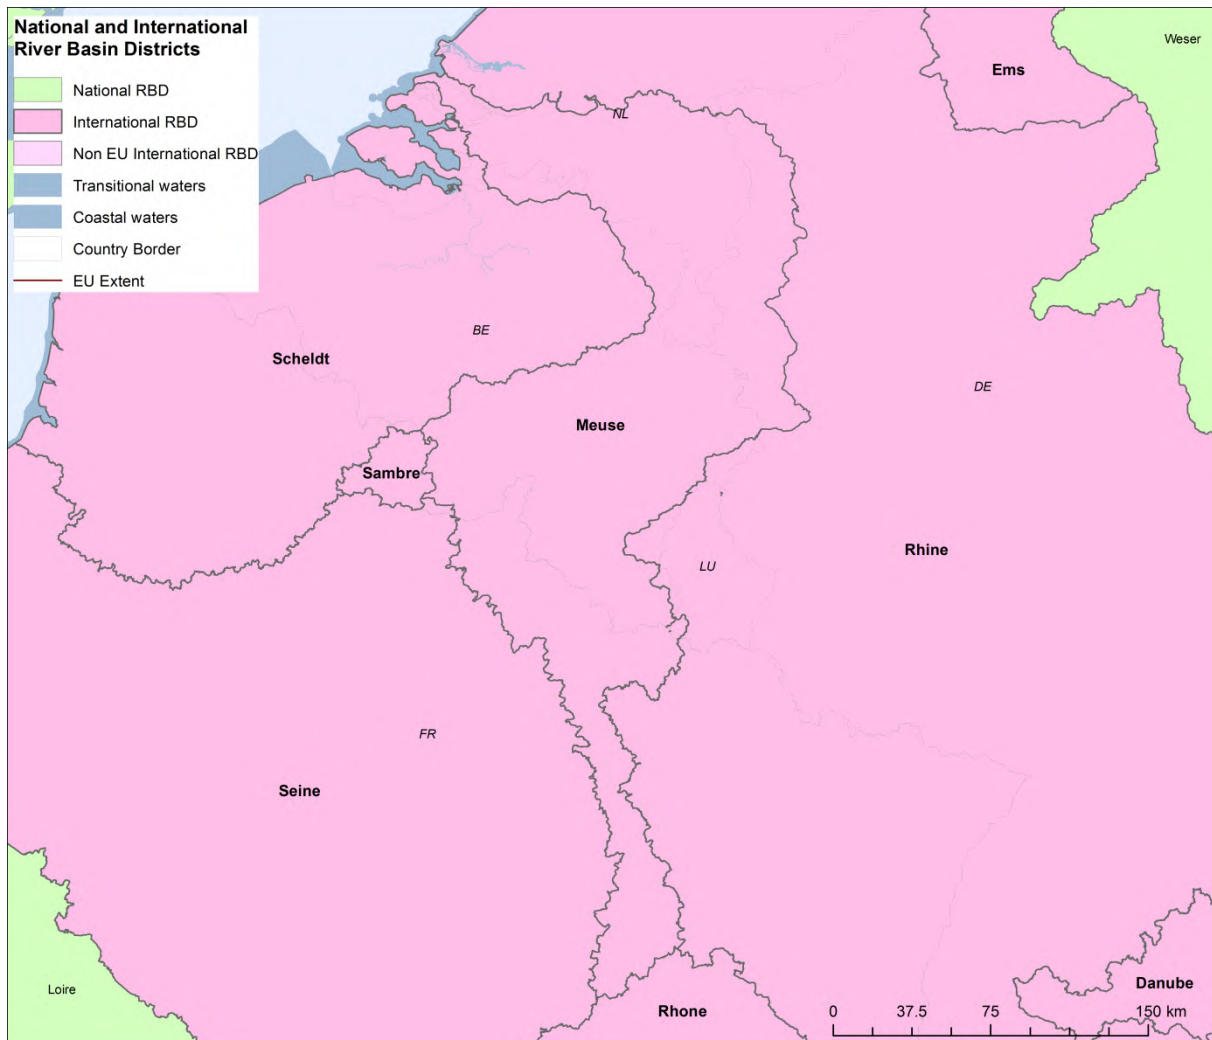 National and International
River Basin Districts
National RBD
International RBD
Non EU International RBD
Transitional waters
Coastal waters
Country Border
EU Extent
Weser
Ems
NL
BE
Scheldt
DE
Meuse
Sambre
Rhine
LU
FR
Seine
Loire
Rhone
Danube
0 37.5 75 150 km